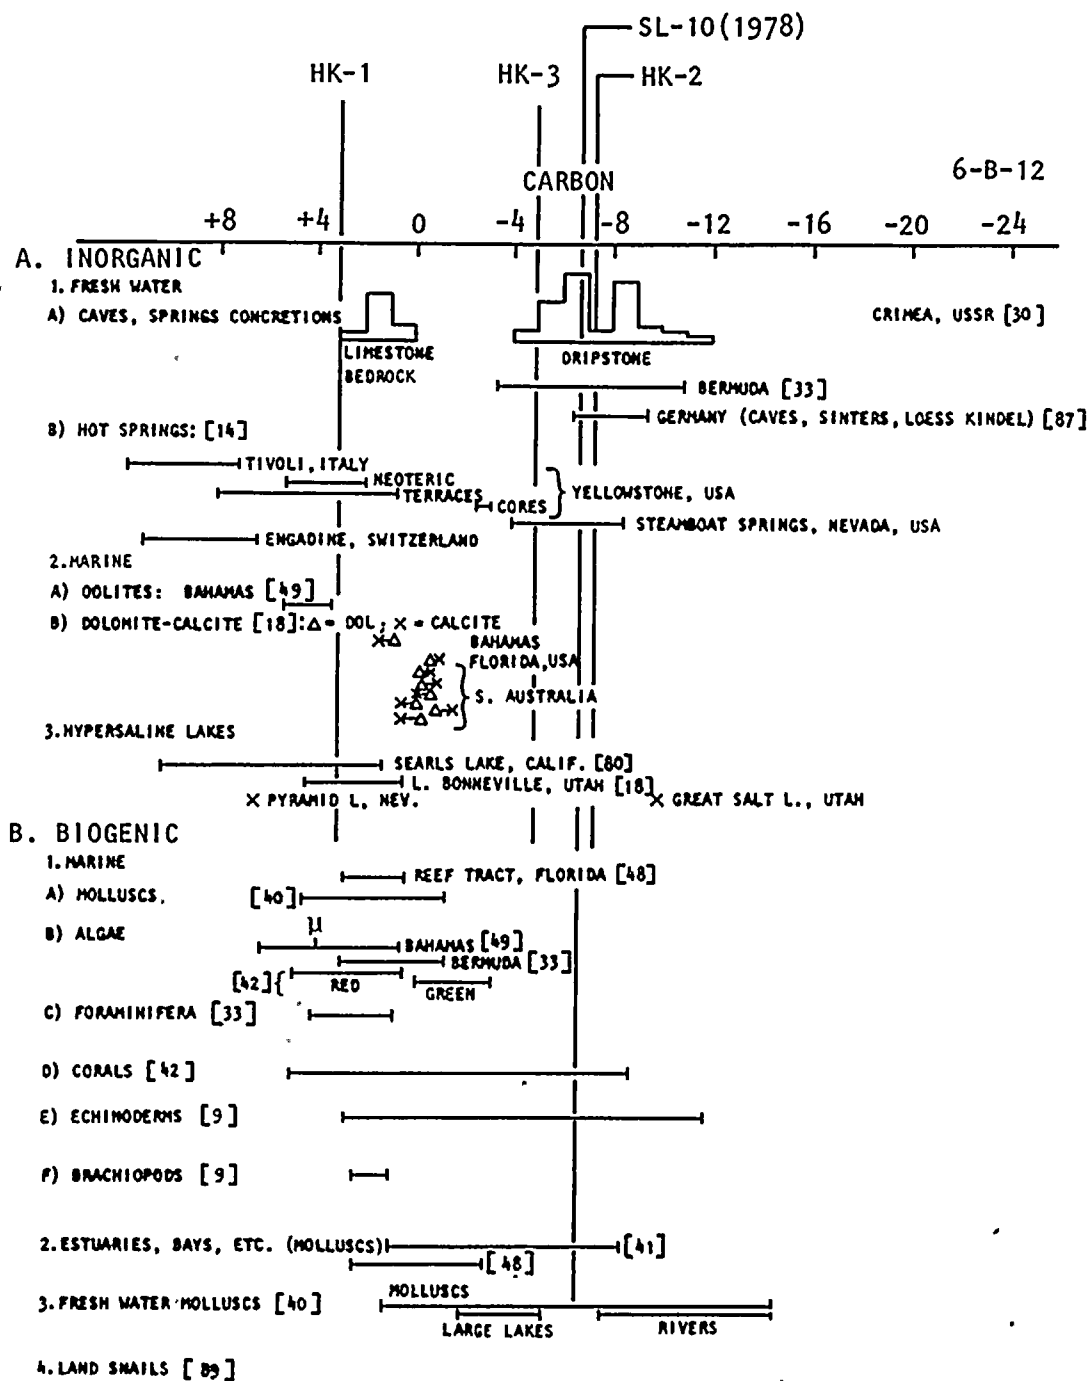 SL-10(1978)
HK-1 HK-3 HK-2
6-B-12
CARBON
+8 +4 0 -4 -8 -12 -16 -20 -24
A. INORGANIC
1. FRESH WATER
A) CAVES, SPRINGS CONCRETIONS CRIMEA, USSR [30]
LIMESTONE BEDROCK
DRIPSTONE
BERMUDA [33]
GERMANY (CAVES, SINTERS, LOESS KINDEL) [87]
B) HOT SPRINGS: [14]
TIVOLI, ITALY
NEOTERIC
TERRACES
CORES } YELLOWSTONE, USA
STEAMBOAT SPRINGS, NEVADA, USA
ENGADINE, SWITZERLAND
2. MARINE
A) OOLITES: BAHAMAS [49]
B) DOLOMITE-CALCITE [18]: Δ = DOL; X = CALCITE
BAHAMAS
FLORIDA, USA
S. AUSTRALIA
3. HYPERSALINE LAKES
SEARLS LAKE, CALIF. [80]
L. BONNEVILLE, UTAH [18]
X PYRAMID L, NEV. X GREAT SALT L., UTAH
B. BIOGENIC
1. MARINE
REEF TRACT, FLORIDA [48]
A) MOLLUSCS, [40]
B) ALGAE
μ
BAHAMAS [49]
BERMUDA [33]
[42]{ RED GREEN
C) FORAMINIFERA [33]
D) CORALS [42]
E) ECHINODERMS [9]
F) BRACHIOPODS [9]
2. ESTUARIES, BAYS, ETC. (MOLLUSCS) [41]
[48]
MOLLUSCS
3. FRESH WATER MOLLUSCS [40]
LARGE LAKES RIVERS
4. LAND SNAILS [89]